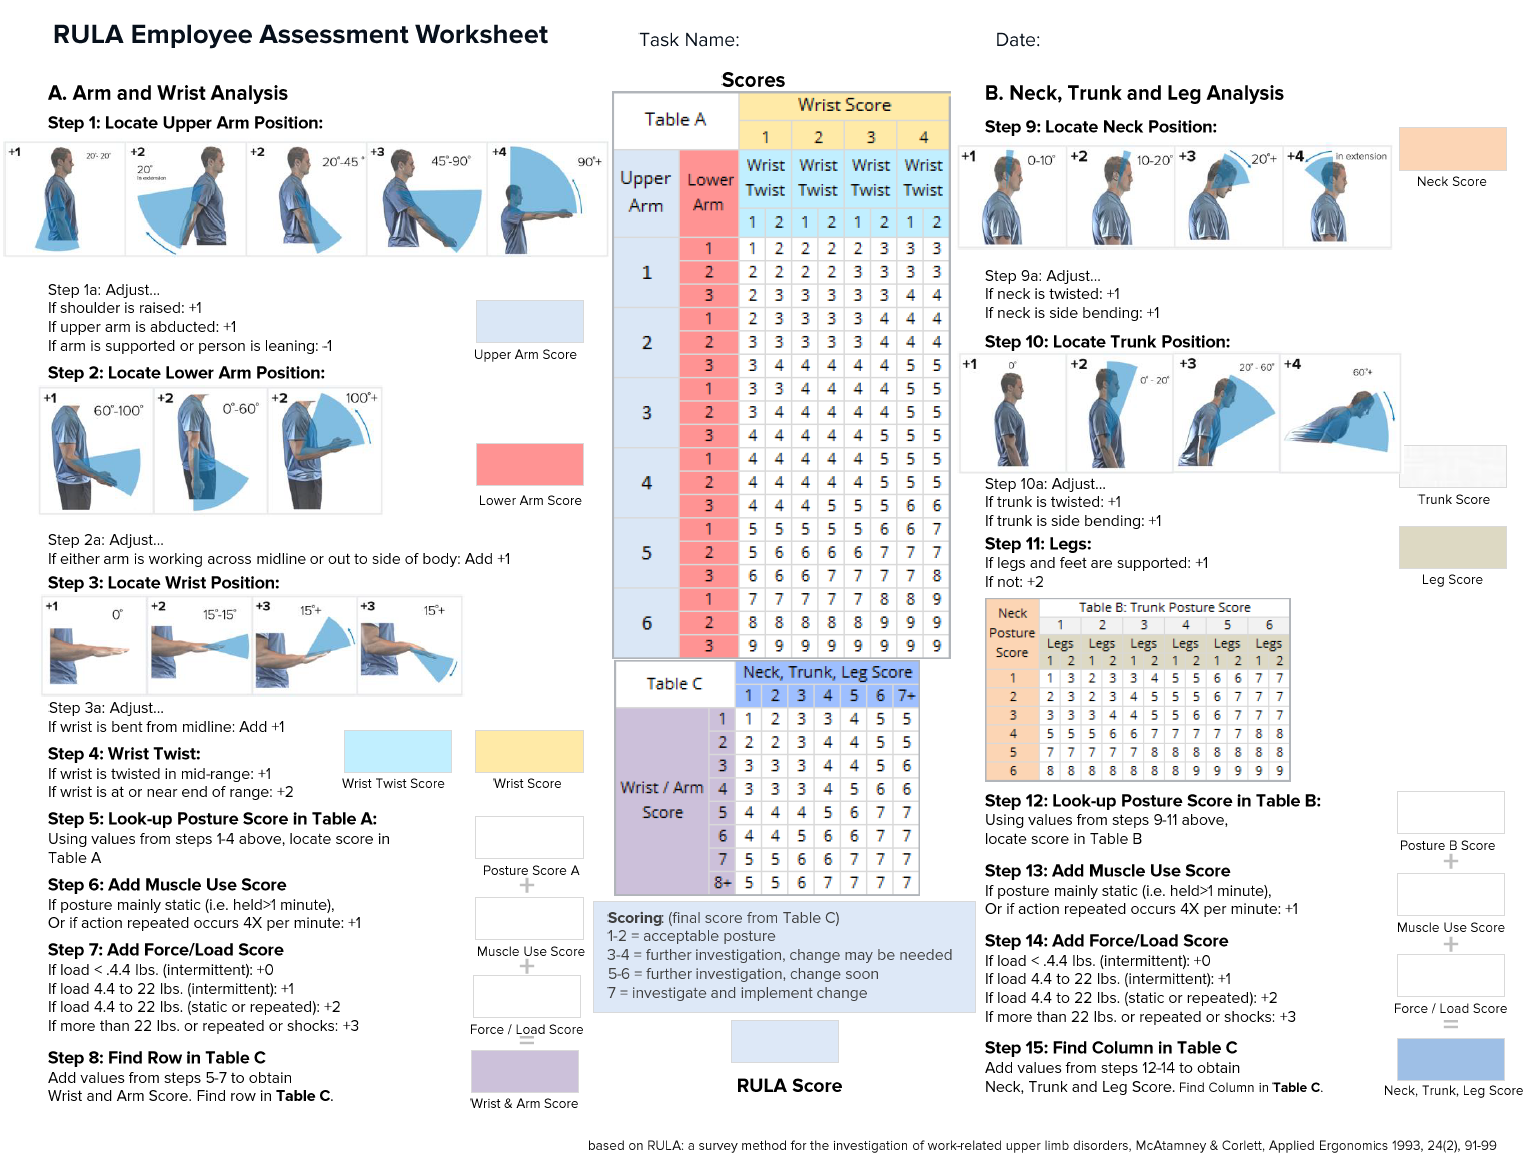 RULA Employee Assessment Worksheet
Task Name:
Date:
A. Arm and Wrist Analysis
Step 1: Locate Upper Arm Position:
+1 20°- 20°
+2 20° In extension
+2 20°-45°
+3 45°-90°
+4 90°+
Step 1a: Adjust...
If shoulder is raised: +1
If upper arm is abducted: +1
If arm is supported or person is leaning: -1
Upper Arm Score
Step 2: Locate Lower Arm Position:
+1 60°-100°
+2 0°-60°
+2 100°+
Lower Arm Score
Step 2a: Adjust...
If either arm is working across midline or out to side of body: Add +1
Step 3: Locate Wrist Position:
+1 0°
+2 15°-15°
+3 15°+
+3 15°+
Step 3a: Adjust...
If wrist is bent from midline: Add +1
Step 4: Wrist Twist:
If wrist is twisted in mid-range: +1
If wrist is at or near end of range: +2
Wrist Twist Score
Wrist Score
Step 5: Look-up Posture Score in Table A:
Using values from steps 1-4 above, locate score in
Table A
Posture Score A
+
Step 6: Add Muscle Use Score
If posture mainly static (i.e. held>1 minute),
Or if action repeated occurs 4X per minute: +1
Muscle Use Score
+
Step 7: Add Force/Load Score
If load < .4.4 lbs. (intermittent): +0
If load 4.4 to 22 lbs. (intermittent): +1
If load 4.4 to 22 lbs. (static or repeated): +2
If more than 22 lbs. or repeated or shocks: +3
Force / Load Score
=
Step 8: Find Row in Table C
Add values from steps 5-7 to obtain
Wrist and Arm Score. Find row in Table C.
Wrist & Arm Score
Scores
Table A
Wrist Score
1 2 3 4
Upper Arm
Lower Arm
Wrist Twist Wrist Twist Wrist Twist Wrist Twist
1 2 1 2 1 2 1 2
1
1 1 2 2 2 2 3 3 3
2 2 2 2 2 3 3 3 3
3 2 3 3 3 3 3 4 4
2
1 2 3 3 3 3 4 4 4
2 3 3 3 3 3 4 4 4
3 3 4 4 4 4 4 5 5
3
1 3 3 4 4 4 4 5 5
2 3 4 4 4 4 4 5 5
3 4 4 4 4 4 5 5 5
4
1 4 4 4 4 4 5 5 5
2 4 4 4 4 4 5 5 5
3 4 4 4 5 5 5 6 6
5
1 5 5 5 5 5 6 6 7
2 5 6 6 6 6 7 7 7
3 6 6 6 7 7 7 7 8
6
1 7 7 7 7 7 8 8 9
2 8 8 8 8 8 9 9 9
3 9 9 9 9 9 9 9 9
Table C
Neck, Trunk, Leg Score
1 2 3 4 5 6 7+
Wrist / Arm Score
1 1 2 3 3 4 5 5
2 2 2 3 4 4 5 5
3 3 3 3 4 4 5 6
4 3 3 3 4 5 6 6
5 4 4 4 5 6 7 7
6 4 4 5 6 6 7 7
7 5 5 6 6 7 7 7
8+ 5 5 6 7 7 7 7
Scoring: (final score from Table C)
1-2 = acceptable posture
3-4 = further investigation, change may be needed
5-6 = further investigation, change soon
7 = investigate and implement change
RULA Score
B. Neck, Trunk and Leg Analysis
Step 9: Locate Neck Position:
+1 0-10°
+2 10-20°
+3 20°+
+4 in extension
Neck Score
Step 9a: Adjust...
If neck is twisted: +1
If neck is side bending: +1
Step 10: Locate Trunk Position:
+1 0°
+2 0°- 20°
+3 20°- 60°
+4 60°+
Trunk Score
Step 10a: Adjust...
If trunk is twisted: +1
If trunk is side bending: +1
Step 11: Legs:
If legs and feet are supported: +1
If not: +2
Leg Score
Neck Posture Score
Table B: Trunk Posture Score
1 2 3 4 5 6
Legs Legs Legs Legs Legs Legs
1 2 1 2 1 2 1 2 1 2 1 2
1 1 3 2 3 3 4 5 5 6 6 7 7
2 2 3 2 3 4 5 5 5 6 7 7 7
3 3 3 3 4 4 5 5 6 6 7 7 7
4 5 5 5 6 6 7 7 7 7 7 8 8
5 7 7 7 7 7 8 8 8 8 8 8 8
6 8 8 8 8 8 8 8 9 9 9 9 9
Step 12: Look-up Posture Score in Table B:
Using values from steps 9-11 above,
locate score in Table B
Posture B Score
+
Step 13: Add Muscle Use Score
If posture mainly static (i.e. held>1 minute),
Or if action repeated occurs 4X per minute: +1
Muscle Use Score
+
Step 14: Add Force/Load Score
If load < .4.4 lbs. (intermittent): +0
If load 4.4 to 22 lbs. (intermittent): +1
If load 4.4 to 22 lbs. (static or repeated): +2
If more than 22 lbs. or repeated or shocks: +3
Force / Load Score
=
Step 15: Find Column in Table C
Add values from steps 12-14 to obtain
Neck, Trunk and Leg Score. Find Column in Table C.
Neck, Trunk, Leg Score
based on RULA: a survey method for the investigation of work-related upper limb disorders, McAtamney & Corlett, Applied Ergonomics 1993, 24(2), 91-99